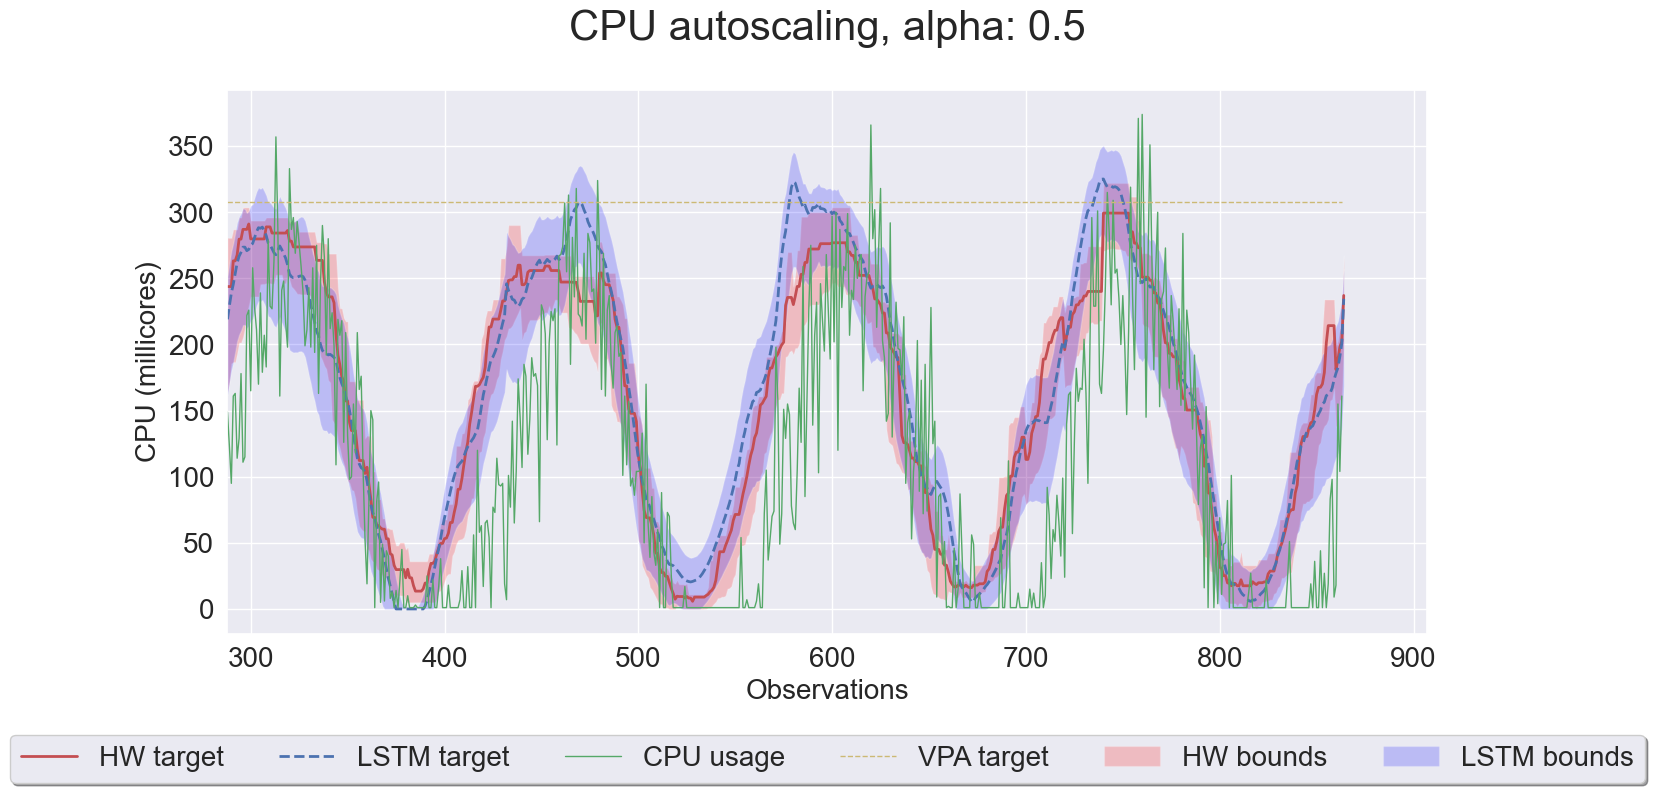 CPU autoscaling, alpha: 0.5
350
300
250
200
150
100
50
0
CPU (millicores)
300 400 500 600 700 800 900
Observations
HW target LSTM target CPU usage VPA target HW bounds LSTM bounds